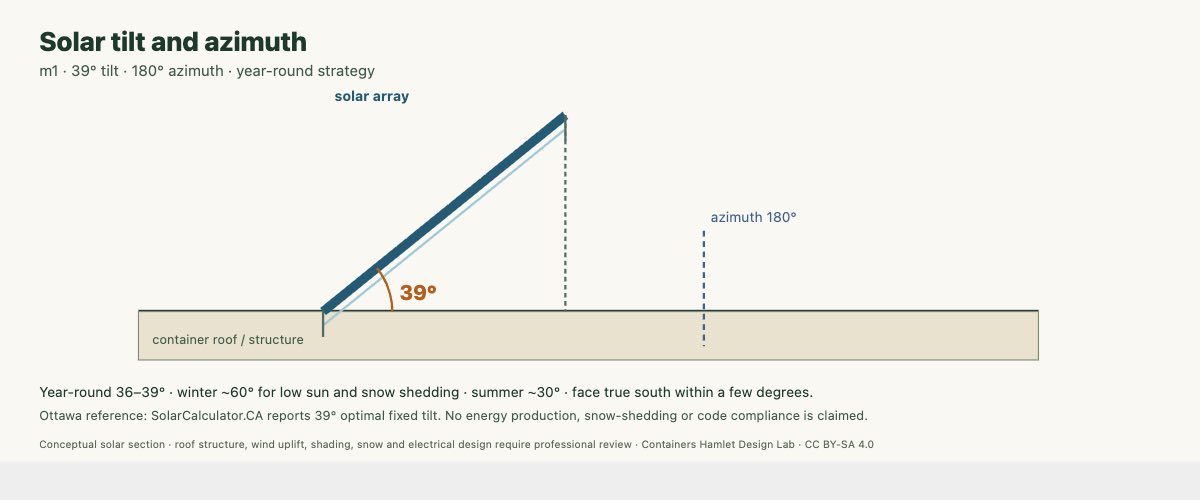 Solar tilt and azimuth
m1 · 39° tilt · 180° azimuth · year-round strategy
solar array
azimuth 180°
39°
container roof / structure
Year-round 36–39° · winter ~60° for low sun and snow shedding · summer ~30° · face true south within a few degrees.
Ottawa reference: SolarCalculator.CA reports 39° optimal fixed tilt. No energy production, snow-shedding or code compliance is claimed.
Conceptual solar section · roof structure, wind uplift, shading, snow and electrical design require professional review · Containers Hamlet Design Lab · CC BY-SA 4.0